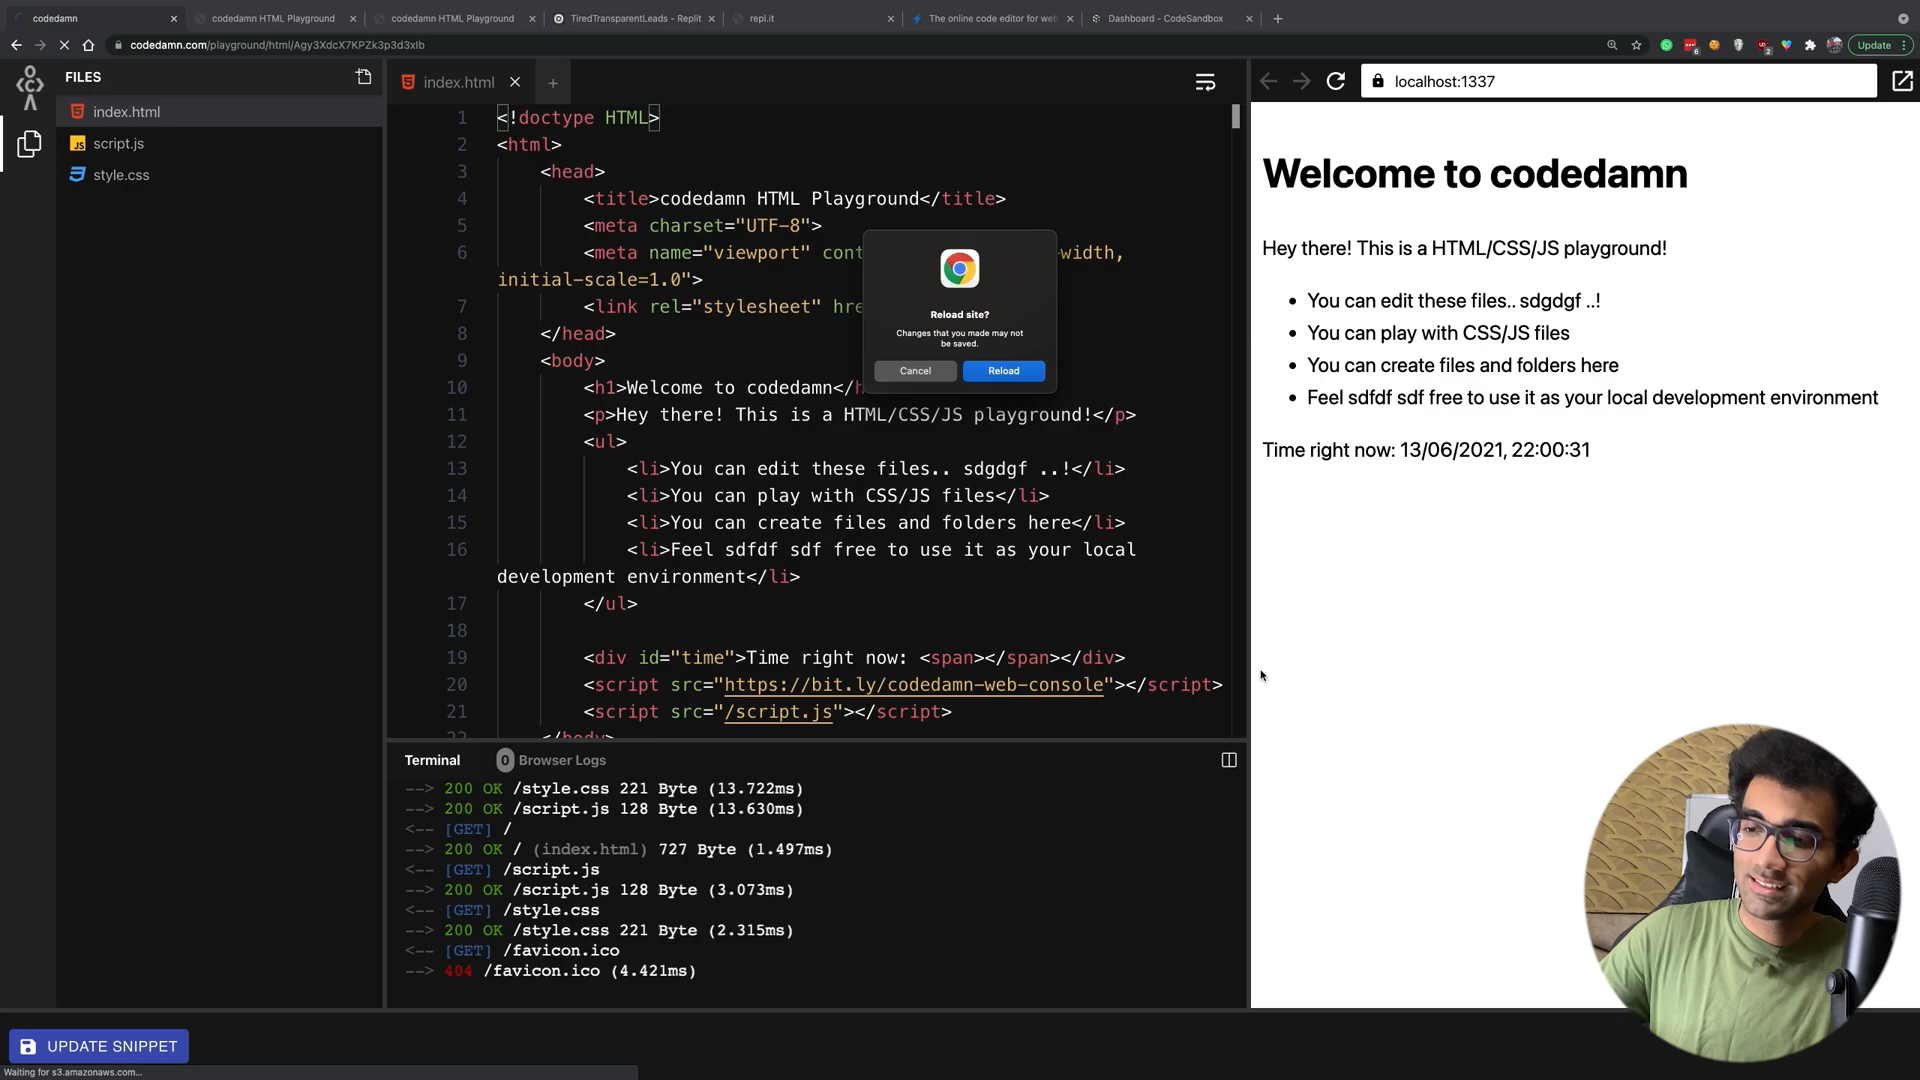 codedamn
codedamn HTML Playground
codedamn HTML Playground
TiredTransparentLeads - Replit
repl.it
The online code editor for web
Dashboard - CodeSandbox
codedamn.com/playground/html/Agy3XdcX7KPZk3p3d3xIb
6
2
Update
FILES
index.html
JS script.js
style.css
index.html
localhost:1337
1 <!doctype HTML>
2 <html>
3 <head>
4 <title>codedamn HTML Playground</title>
5 <meta charset="UTF-8">
6 <meta name="viewport" cont width,
initial-scale=1.0">
7 <link rel="stylesheet" hre
8 </head>
9 <body>
10 <h1>Welcome to codedamn</h
11 <p>Hey there! This is a HTML/CSS/JS playground!</p>
12 <ul>
13 <li>You can edit these files.. sdgdgf ..!</li>
14 <li>You can play with CSS/JS files</li>
15 <li>You can create files and folders here</li>
16 <li>Feel sdfdf sdf free to use it as your local
development environment</li>
17 </ul>
18
19 <div id="time">Time right now: <span></span></div>
20 <script src="https://bit.ly/codedamn-web-console"></script>
21 <script src="/script.js"></script>
22 </body>
Reload site?
Changes that you made may not
be saved.
Cancel
Reload
Welcome to codedamn
Hey there! This is a HTML/CSS/JS playground!
• You can edit these files.. sdgdgf ..!
• You can play with CSS/JS files
• You can create files and folders here
• Feel sdfdf sdf free to use it as your local development environment
Time right now: 13/06/2021, 22:00:31
Terminal
0 Browser Logs
--> 200 OK /style.css 221 Byte (13.722ms)
--> 200 OK /script.js 128 Byte (13.630ms)
<-- [GET] /
--> 200 OK / (index.html) 727 Byte (1.497ms)
<-- [GET] /script.js
--> 200 OK /script.js 128 Byte (3.073ms)
<-- [GET] /style.css
--> 200 OK /style.css 221 Byte (2.315ms)
<-- [GET] /favicon.ico
--> 404 /favicon.ico (4.421ms)
UPDATE SNIPPET
Waiting for s3.amazonaws.com...